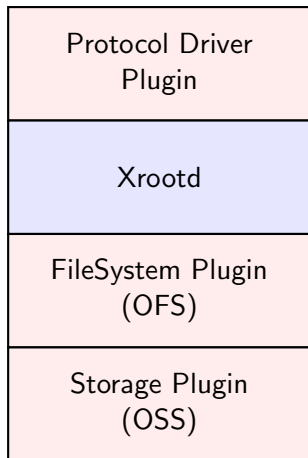 Protocol Driver
Plugin
Xrootd
FileSystem Plugin
(OFS)
Storage Plugin
(OSS)